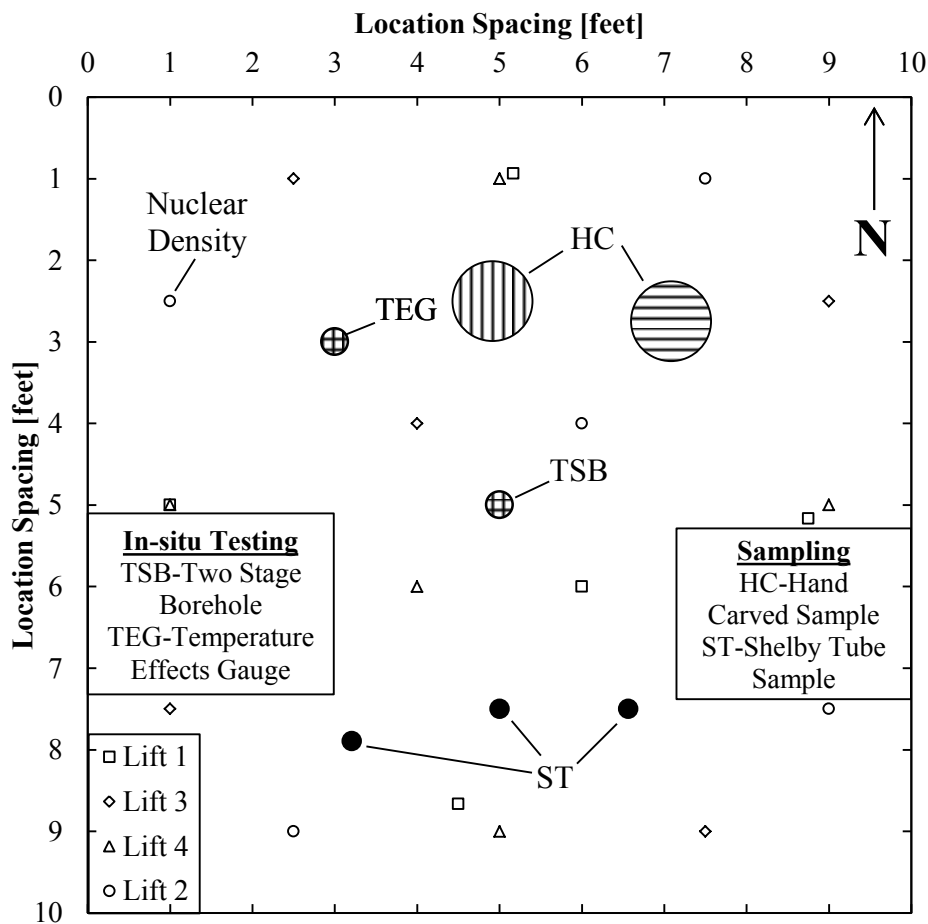 Location Spacing [feet]
0 1 2 3 4 5 6 7 8 9 10
0
1
2
3
4
5
6
7
8
9
10
Location Spacing [feet]
N
Nuclear
Density
HC
TEG
TSB
In-situ Testing
TSB-Two Stage
Borehole
TEG-Temperature
Effects Gauge
Sampling
HC-Hand
Carved Sample
ST-Shelby Tube
Sample
ST
Lift 1
Lift 3
Lift 4
Lift 2